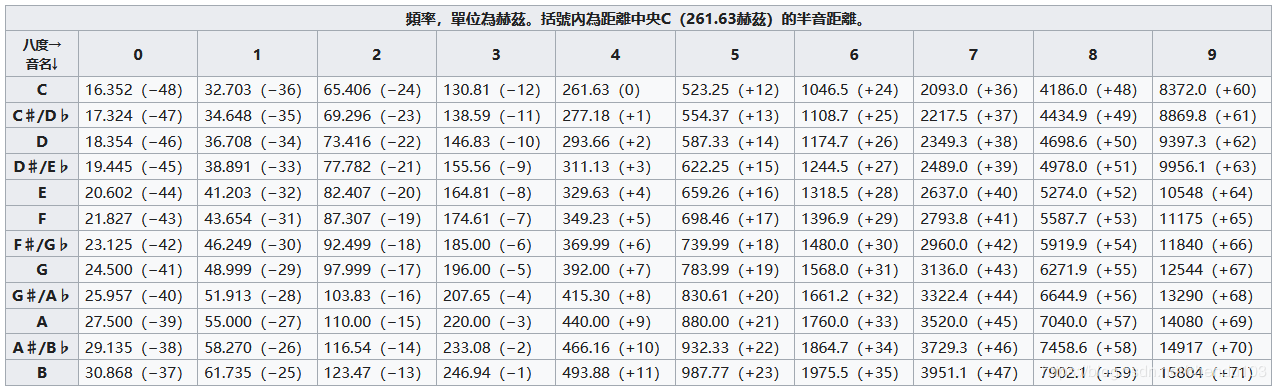 頻率，單位為赫茲。括號內為距離中央C（261.63赫茲）的半音距離。
八度→
音名↓ 0 1 2 3 4 5 6 7 8 9
C 16.352 (−48) 32.703 (−36) 65.406 (−24) 130.81 (−12) 261.63 (0) 523.25 (+12) 1046.5 (+24) 2093.0 (+36) 4186.0 (+48) 8372.0 (+60)
C♯/D♭ 17.324 (−47) 34.648 (−35) 69.296 (−23) 138.59 (−11) 277.18 (+1) 554.37 (+13) 1108.7 (+25) 2217.5 (+37) 4434.9 (+49) 8869.8 (+61)
D 18.354 (−46) 36.708 (−34) 73.416 (−22) 146.83 (−10) 293.66 (+2) 587.33 (+14) 1174.7 (+26) 2349.3 (+38) 4698.6 (+50) 9397.3 (+62)
D♯/E♭ 19.445 (−45) 38.891 (−33) 77.782 (−21) 155.56 (−9) 311.13 (+3) 622.25 (+15) 1244.5 (+27) 2489.0 (+39) 4978.0 (+51) 9956.1 (+63)
E 20.602 (−44) 41.203 (−32) 82.407 (−20) 164.81 (−8) 329.63 (+4) 659.26 (+16) 1318.5 (+28) 2637.0 (+40) 5274.0 (+52) 10548 (+64)
F 21.827 (−43) 43.654 (−31) 87.307 (−19) 174.61 (−7) 349.23 (+5) 698.46 (+17) 1396.9 (+29) 2793.8 (+41) 5587.7 (+53) 11175 (+65)
F♯/G♭ 23.125 (−42) 46.249 (−30) 92.499 (−18) 185.00 (−6) 369.99 (+6) 739.99 (+18) 1480.0 (+30) 2960.0 (+42) 5919.9 (+54) 11840 (+66)
G 24.500 (−41) 48.999 (−29) 97.999 (−17) 196.00 (−5) 392.00 (+7) 783.99 (+19) 1568.0 (+31) 3136.0 (+43) 6271.9 (+55) 12544 (+67)
G♯/A♭ 25.957 (−40) 51.913 (−28) 103.83 (−16) 207.65 (−4) 415.30 (+8) 830.61 (+20) 1661.2 (+32) 3322.4 (+44) 6644.9 (+56) 13290 (+68)
A 27.500 (−39) 55.000 (−27) 110.00 (−15) 220.00 (−3) 440.00 (+9) 880.00 (+21) 1760.0 (+33) 3520.0 (+45) 7040.0 (+57) 14080 (+69)
A♯/B♭ 29.135 (−38) 58.270 (−26) 116.54 (−14) 233.08 (−2) 466.16 (+10) 932.33 (+22) 1864.7 (+34) 3729.3 (+46) 7458.6 (+58) 14917 (+70)
B 30.868 (−37) 61.735 (−25) 123.47 (−13) 246.94 (−1) 493.88 (+11) 987.77 (+23) 1975.5 (+35) 3951.1 (+47) 7902.1 (+59) 15804 (+71)